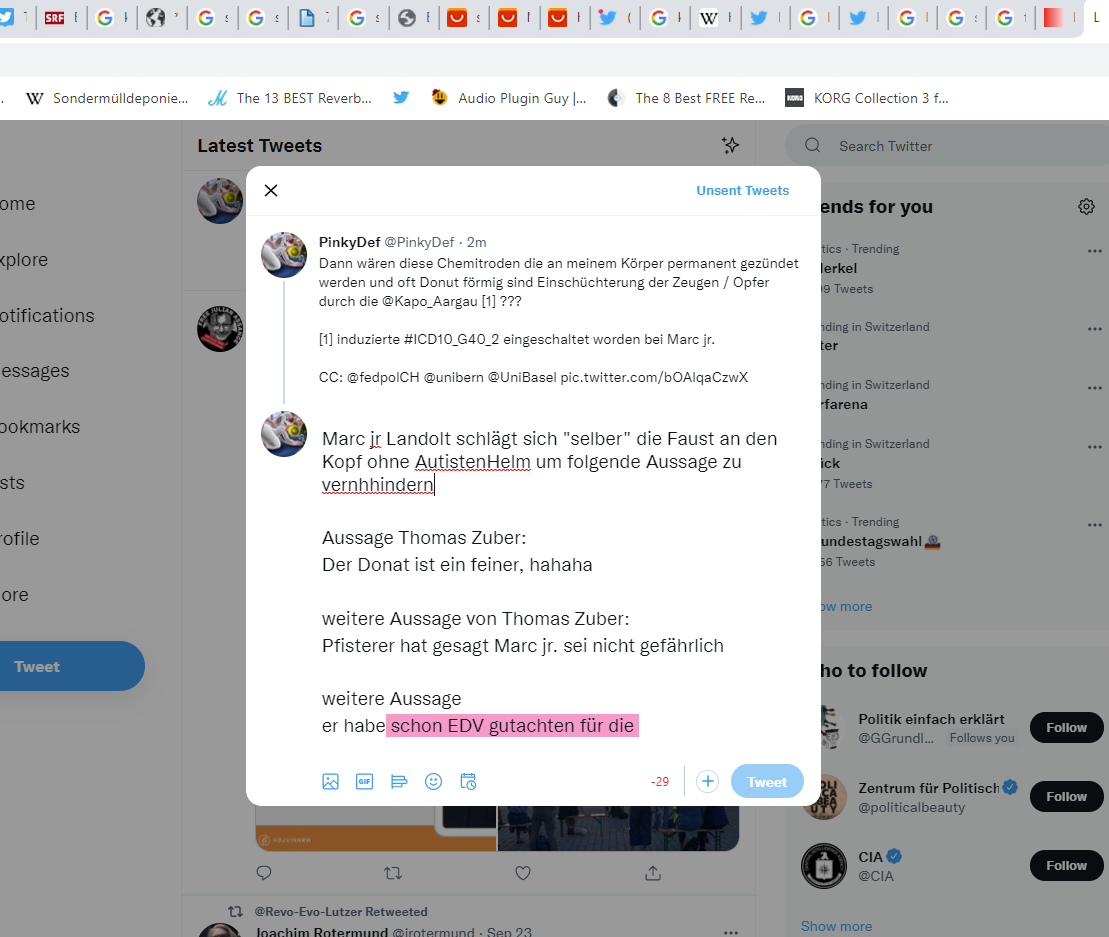 SRF
W
Sondermülldeponie...
The 13 BEST Reverb...
Audio Plugin Guy |...
The 8 Best FREE Re...
KORG
KORG Collection 3 f...
Latest Tweets
Search Twitter
Unsent Tweets
ome
xplore
otifications
essages
ookmarks
sts
rofile
ore
Tweet
PinkyDef @PinkyDef · 2m
Dann wären diese Chemitroden die an meinem Körper permanent gezündet
werden und oft Donut förmig sind Einschüchterung der Zeugen / Opfer
durch die @Kapo_Aargau [1] ???
[1] induzierte #ICD10_G40_2 eingeschaltet worden bei Marc jr.
CC: @fedpolCH @unibern @UniBasel pic.twitter.com/bOAlqaCzwX
Marc jr Landolt schlägt sich "selber" die Faust an den
Kopf ohne AutistenHelm um folgende Aussage zu
vernhhindern
Aussage Thomas Zuber:
Der Donat ist ein feiner, hahaha
weitere Aussage von Thomas Zuber:
Pfisterer hat gesagt Marc jr. sei nicht gefährlich
weitere Aussage
er habe schon EDV gutachten für die
GIF
-29
Tweet
ends for you
tics · Trending
erkel
99 Tweets
nding in Switzerland
ter
nding in Switzerland
rfarena
nding in Switzerland
ck
77 Tweets
tics · Trending
undestagswahl
56 Tweets
ow more
ho to follow
Politik einfach erklärt
@GGrundl... Follows you
Follow
Zentrum für Politisch
@politicalbeauty
Follow
CIA
@CIA
Follow
Show more
@Revo-Evo-Lutzer Retweeted
Joachim Rotermund @jrotermund · Sep 23